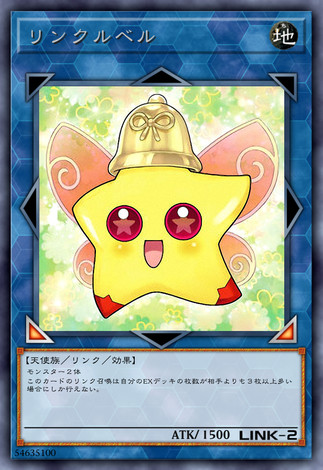 リンクルベル
地
【天使族／リンク／効果】
モンスター２体
このカードのリンク召喚は自分のEXデッキの枚数が相手よりも３枚以上多い
場合にしか行えない。
ATK/1500 LINK-2
54635100